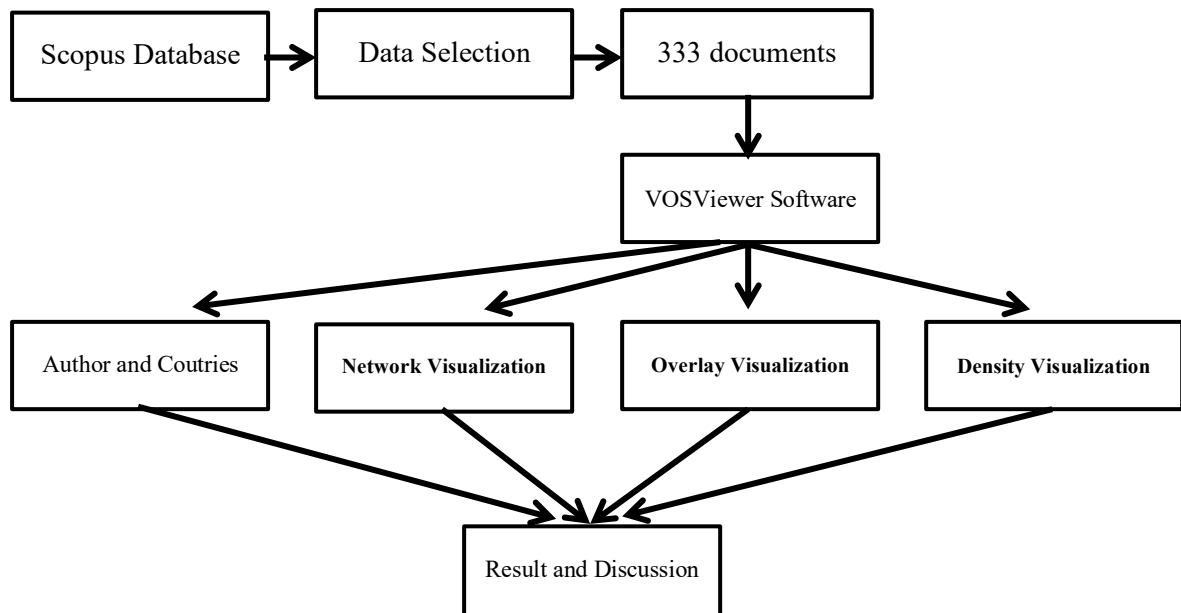 Scopus Database
Data Selection
333 documents
VOSViewer Software
Author and Coutries
Network Visualization
Overlay Visualization
Density Visualization
Result and Discussion